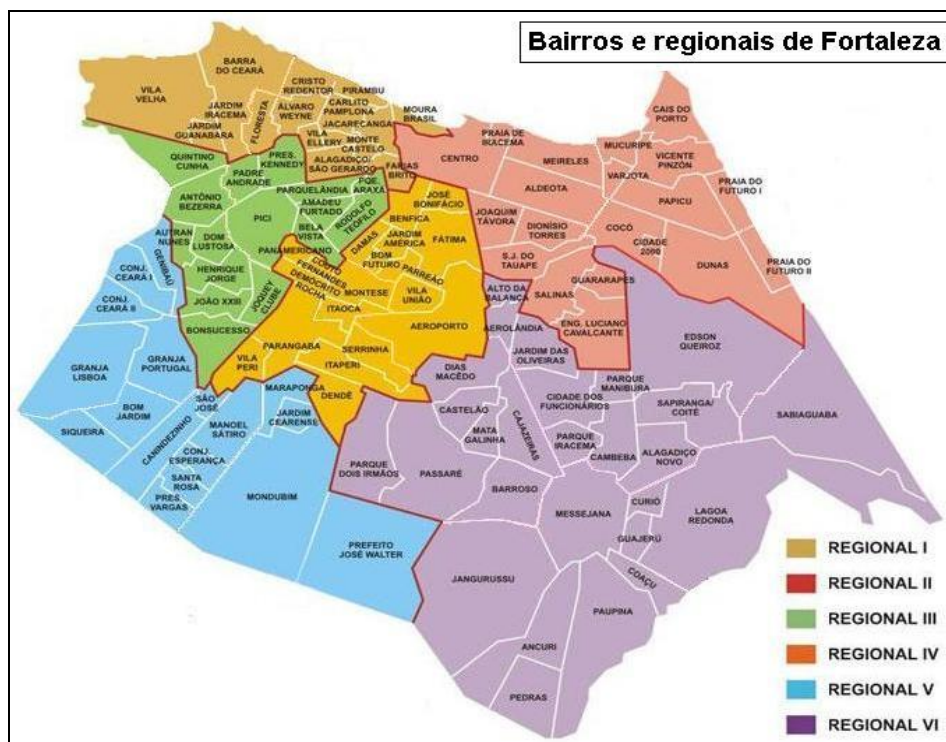 Bairros e regionais de Fortaleza
BARRA
DO CEARÁ
VILA
VELHA
CRISTO
REDENTOR
PIRAMBU
JARDIM
IRACEMA
FLORESTA
ÁLVARO
WEYNE
CARLITO
PAMPLONA
JACARECANGA
MOURA
BRASIL
JARDIM
GUANABARA
VILA
ELLERY
MONTE
CASTELO
ALAGADIÇO/
SÃO GERARDO
FARIAS
BRITO
CENTRO
PRAIA DE
IRACEMA
MEIRELES
MUCURIPE
CAIS DO
PORTO
VARJOTA
VICENTE
PINZÓN
PRAIA DO
FUTURO I
ALDEOTA
PAPICU
JOAQUIM
TÁVORA
DIONÍSIO
TORRES
COCÓ
CIDADE
2000
DUNAS
PRAIA DO
FUTURO II
S.J. DO
TAUAPE
GUARARAPES
SALINAS
ENG. LUCIANO
CAVALCANTE
QUINTINO
CUNHA
PRES.
KENNEDY
PADRE
ANDRADE
PARQUELÂNDIA
PQE.
ARAXÁ
ANTÔNIO
BEZERRA
AMADEU
FURTADO
RODOLFO
TEÓFILO
PICI
BELA
VISTA
AUTRAN
NUNES
DOM
LUSTOSA
PANAMERICANO
HENRIQUE
JORGE
JOÃO XXIII
JOQUEY
CLUBE
BONSUCESSO
JOSÉ
BONIFÁCIO
BENFICA
JARDIM
AMÉRICA
FÁTIMA
DAMAS
BOM
FUTURO
PARREÃO
COUTO
FERNANDES
DEMÓCRITO
ROCHA
MONTESE
VILA
UNIÃO
ITAOCA
AEROPORTO
PARANGABA
SERRINHA
ITAPERI
VILA
PERI
DENDÊ
CONJ.
CEARÁ I
GENIBAÚ
CONJ.
CEARÁ II
GRANJA
LISBOA
GRANJA
PORTUGAL
BOM
JARDIM
SIQUEIRA
CANINDEZINHO
SÃO
JOSÉ
MARAPONGA
MANOEL
SÁTIRO
JARDIM
CEARENSE
CONJ.
ESPERANÇA
SANTA
ROSA
PRES.
VARGAS
MONDUBIM
PREFEITO
JOSÉ WALTER
ALTO DA
BALANÇA
AEROLÂNDIA
JARDIM DAS
OLIVEIRAS
EDSON
QUEIROZ
DIAS
MACÊDO
PARQUE
MANIBURA
CIDADE DOS
FUNCIONÁRIOS
SAPIRANGA/
COITÉ
SABIAGUABA
CASTELÃO
MATA
GALINHA
CAJAZEIRAS
PARQUE
IRACEMA
CAMBEBA
ALAGADIÇO
NOVO
PARQUE
DOIS IRMÃOS
PASSARÉ
BARROSO
MESSEJANA
CURIÓ
LAGOA
REDONDA
GUAJERÚ
COAÇU
JANGURUSSU
PAUPINA
ANCURI
PEDRAS
REGIONAL I
REGIONAL II
REGIONAL III
REGIONAL IV
REGIONAL V
REGIONAL VI